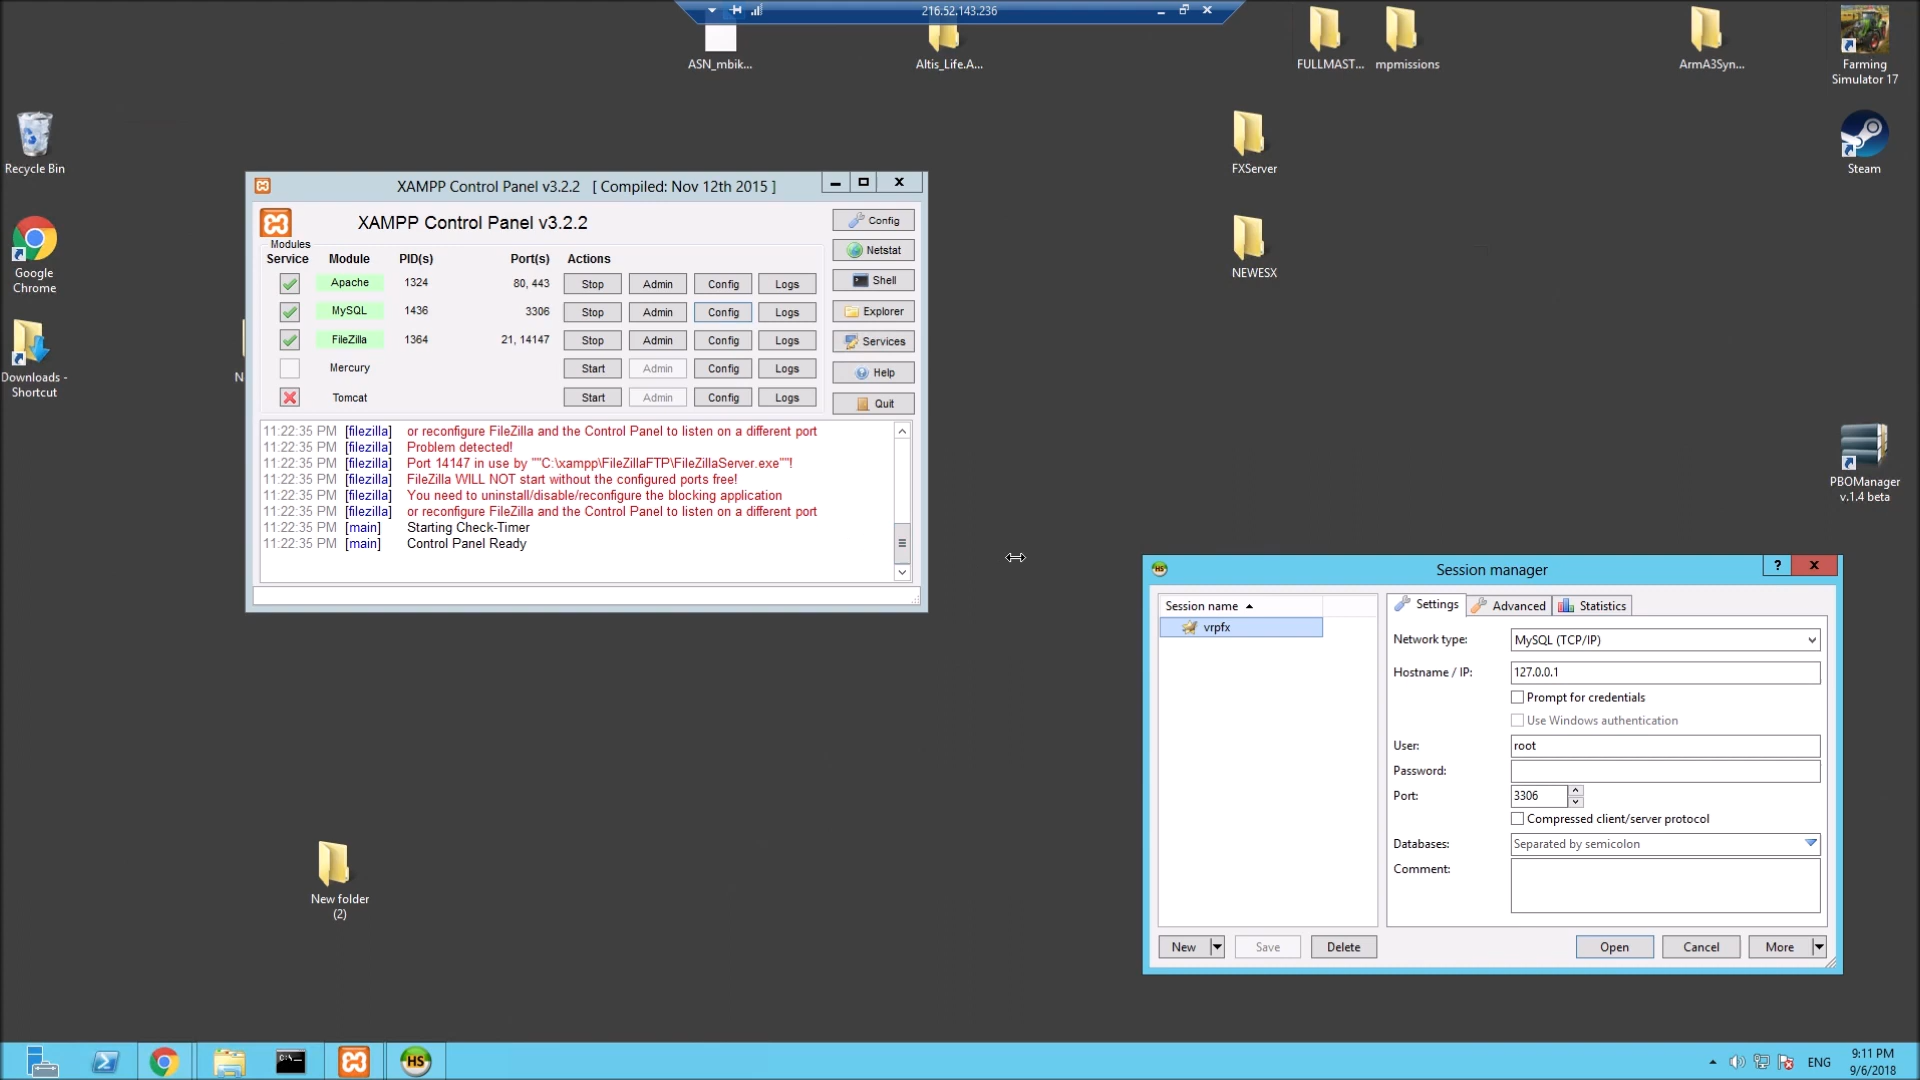 216.52.143.236
ASN_mbik...
Altis_Life.A...
FULLMAST...
mpmissions
ArmA3Syn...
Farming
Simulator 17
Recycle Bin
FXServer
Steam
Google
Chrome
NEWESX
Downloads -
Shortcut
N
PBOManager
v.1.4 beta
New folder
(2)
XAMPP Control Panel v3.2.2 [ Compiled: Nov 12th 2015 ]
XAMPP Control Panel v3.2.2
Config
Modules
Service Module PID(s) Port(s) Actions
Netstat
Apache 1324 80, 443 Stop Admin Config Logs
Shell
MySQL 1436 3306 Stop Admin Config Logs
Explorer
FileZilla 1364 21, 14147 Stop Admin Config Logs
Services
Mercury Start Admin Config Logs
Help
Tomcat Start Admin Config Logs
Quit
11:22:35 PM [filezilla] or reconfigure FileZilla and the Control Panel to listen on a different port
11:22:35 PM [filezilla] Problem detected!
11:22:35 PM [filezilla] Port 14147 in use by ""C:\xampp\FileZillaFTP\FileZillaServer.exe""!
11:22:35 PM [filezilla] FileZilla WILL NOT start without the configured ports free!
11:22:35 PM [filezilla] You need to uninstall/disable/reconfigure the blocking application
11:22:35 PM [filezilla] or reconfigure FileZilla and the Control Panel to listen on a different port
11:22:35 PM [main] Starting Check-Timer
11:22:35 PM [main] Control Panel Ready
HS
Session manager
?
Session name
vrpfx
Settings Advanced Statistics
Network type: MySQL (TCP/IP)
Hostname / IP: 127.0.0.1
Prompt for credentials
Use Windows authentication
User: root
Password:
Port: 3306
Compressed client/server protocol
Databases: Separated by semicolon
Comment:
New Save Delete Open Cancel More
C:\
HS
ENG
9:11 PM
9/6/2018